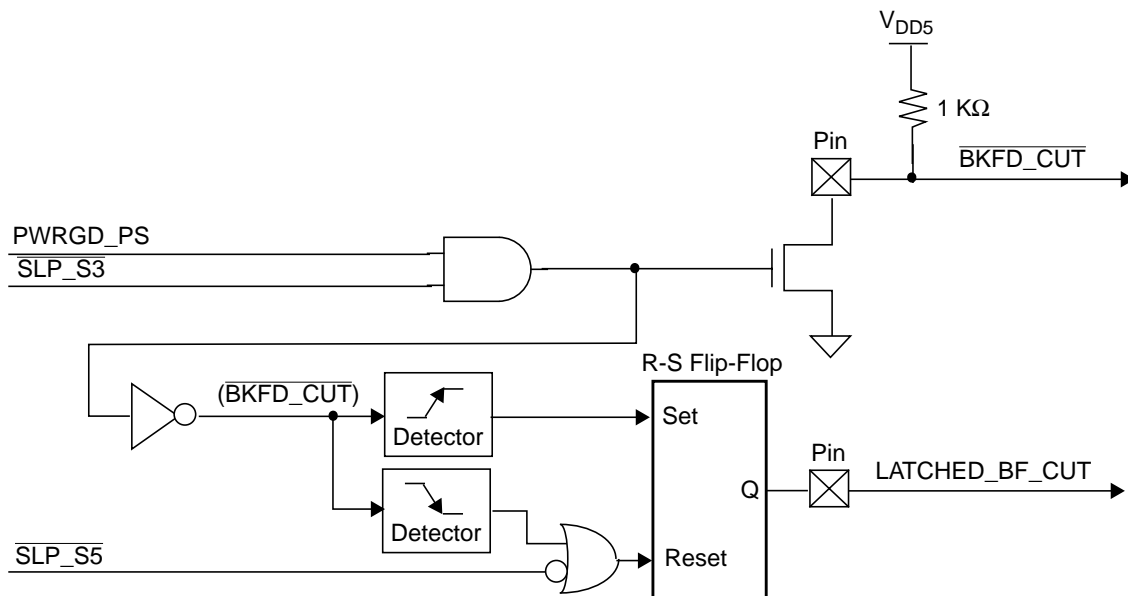 V_DD5
1 KΩ
Pin
BKFD_CUT
PWRGD_PS
SLP_S3
R-S Flip-Flop
(BKFD_CUT)
Set
Detector
Pin
LATCHED_BF_CUT
Q
Detector
SLP_S5
Reset